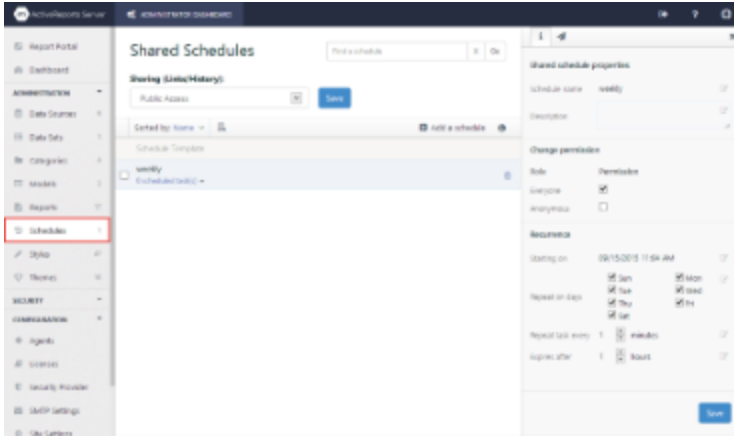 ActiveReports Server
ADMINISTRATOR DASHBOARD
?
Report Portal
Dashboard
ADMINISTRATION
Data Sources
Data Sets
Categories
Models
Reports
Schedules
Styles
Themes
SECURITY
CONFIGURATION
Agents
Licenses
Security Provider
SMTP Settings
Site Settings
Shared Schedules
Find a schedule
Go
Sharing (Links/History):
Public Access
Save
Sorted by: Name
Add a schedule
Schedule Template
weekly
0 scheduled task(s)
Shared schedule properties
Schedule name weekly
Description
Change permission
Role Permission
Everyone
Anonymous
Recurrence
Starting on 09/15/2015 11:04 AM
Repeat on days
Sun Mon
Tue Wed
Thu Fri
Sat
Repeat task every 1 minutes
Expires after 1 hours
Save